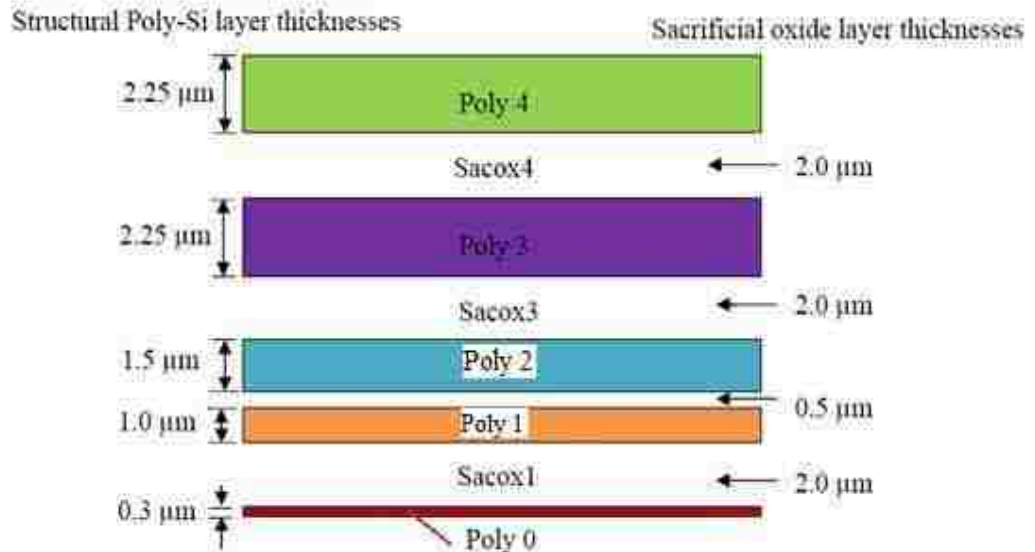 Structural Poly-Si layer thicknesses
Sacrificial oxide layer thicknesses
2.25 μm
Poly 4
Sacox4
2.0 μm
2.25 μm
Poly 3
Sacox3
2.0 μm
1.5 μm
Poly 2
0.5 μm
1.0 μm
Poly 1
Sacox1
2.0 μm
0.3 μm
Poly 0